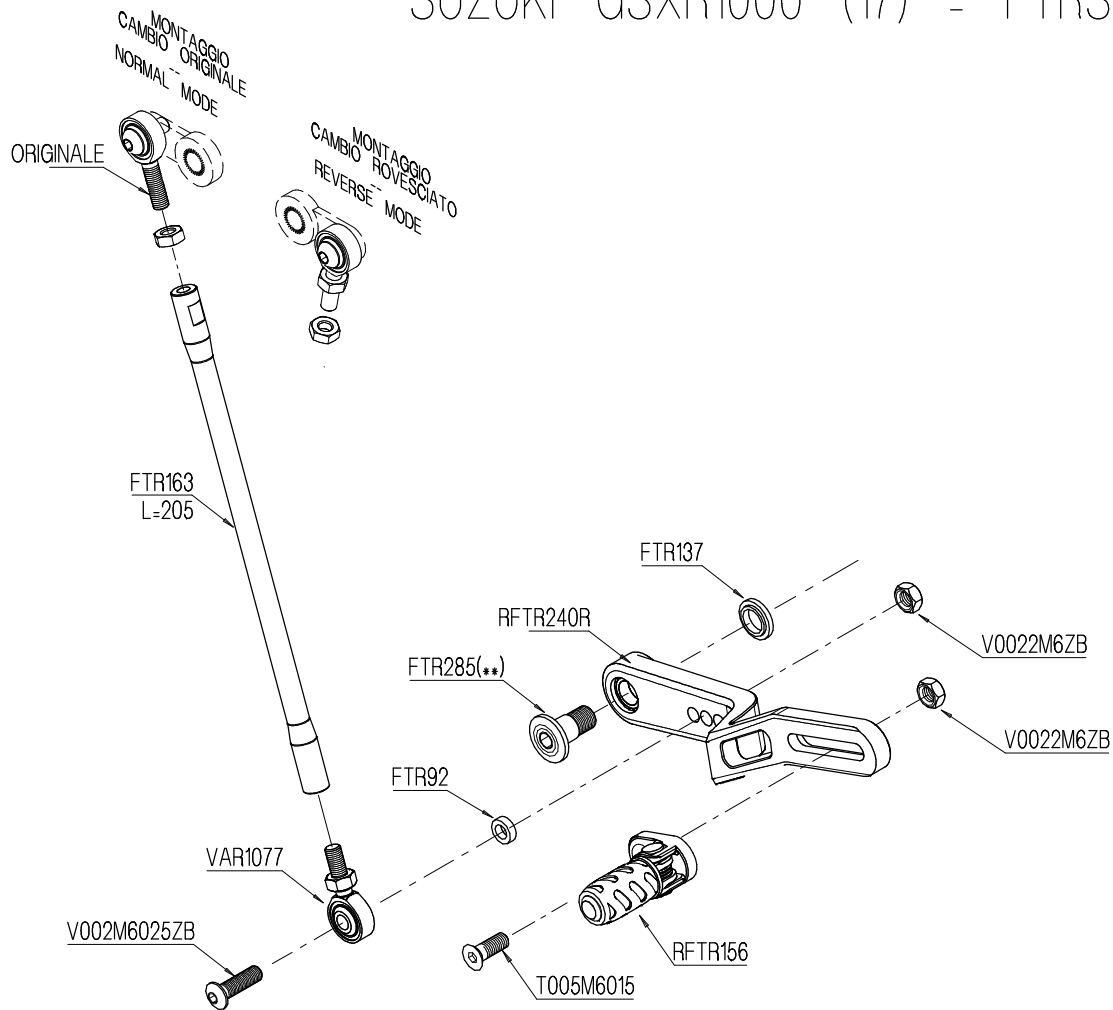 SUZUKI GSXR1000 (17) - FTRS
MONTAGGIO
CAMBIO ORIGINALE
--
NORMAL MODE
ORIGINALE
MONTAGGIO
CAMBIO ROVESCIATO
--
REVERSE MODE
FTR163
L=205
FTR137
RFTR240R
V0022M6ZB
FTR285(**)
V0022M6ZB
FTR92
VAR1077
V002M6025ZB
RFTR156
T005M6015